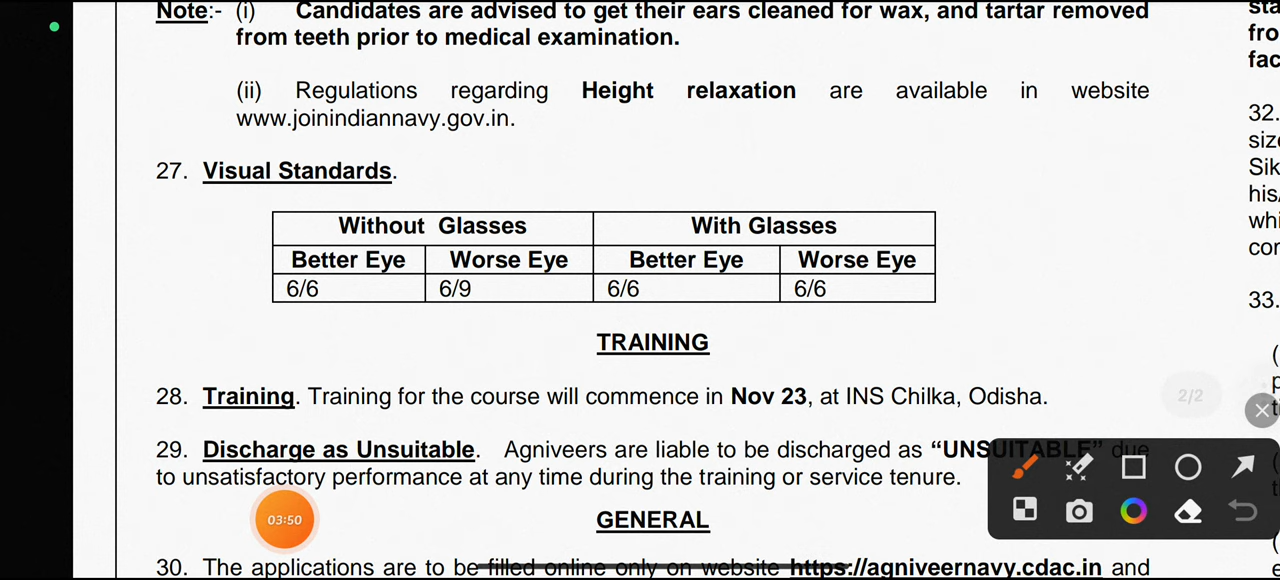 Note:- (i) Candidates are advised to get their ears cleaned for wax, and tartar removed
from teeth prior to medical examination.
(ii) Regulations regarding Height relaxation are available in website
www.joinindiannavy.gov.in.
27. Visual Standards.
Without Glasses With Glasses
Better Eye Worse Eye Better Eye Worse Eye
6/6 6/9 6/6 6/6
TRAINING
28. Training. Training for the course will commence in Nov 23, at INS Chilka, Odisha.
29. Discharge as Unsuitable. Agniveers are liable to be discharged as “UNSUITABLE” due
to unsatisfactory performance at any time during the training or service tenure.
GENERAL
30. The applications are to be filled online only on website https://agniveernavy.cdac.in and
fro
fac
32.
Sik
his/
33.
2/2
03:50